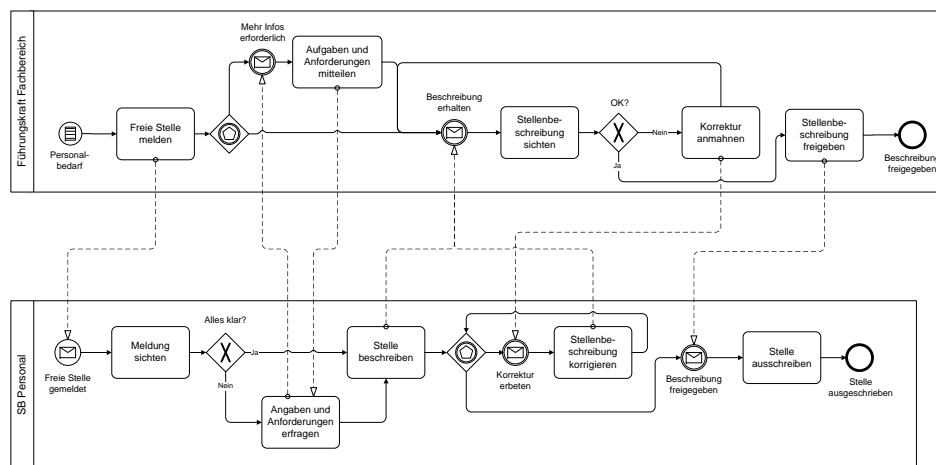 Führungskraft Fachbereich
Mehr Infos
erforderlich
Aufgaben und
Anforderungen
mitteilen
Freie Stelle
melden
Personal-
bedarf
Beschreibung
erhalten
Stellenbe-
schreibung
sichten
OK?
Nein
Ja
Korrektur
anmahnen
Stellenbe-
schreibung
freigeben
Beschreibung
freigegeben
SB Personal
Freie Stelle
gemeldet
Meldung
sichten
Alles klar?
Ja
Nein
Angaben und
Anforderungen
erfragen
Stelle
beschreiben
Korrektur
erbeten
Stellenbe-
schreibung
korrigieren
Beschreibung
freigegeben
Stelle
ausschreiben
Stelle
ausgeschrieben